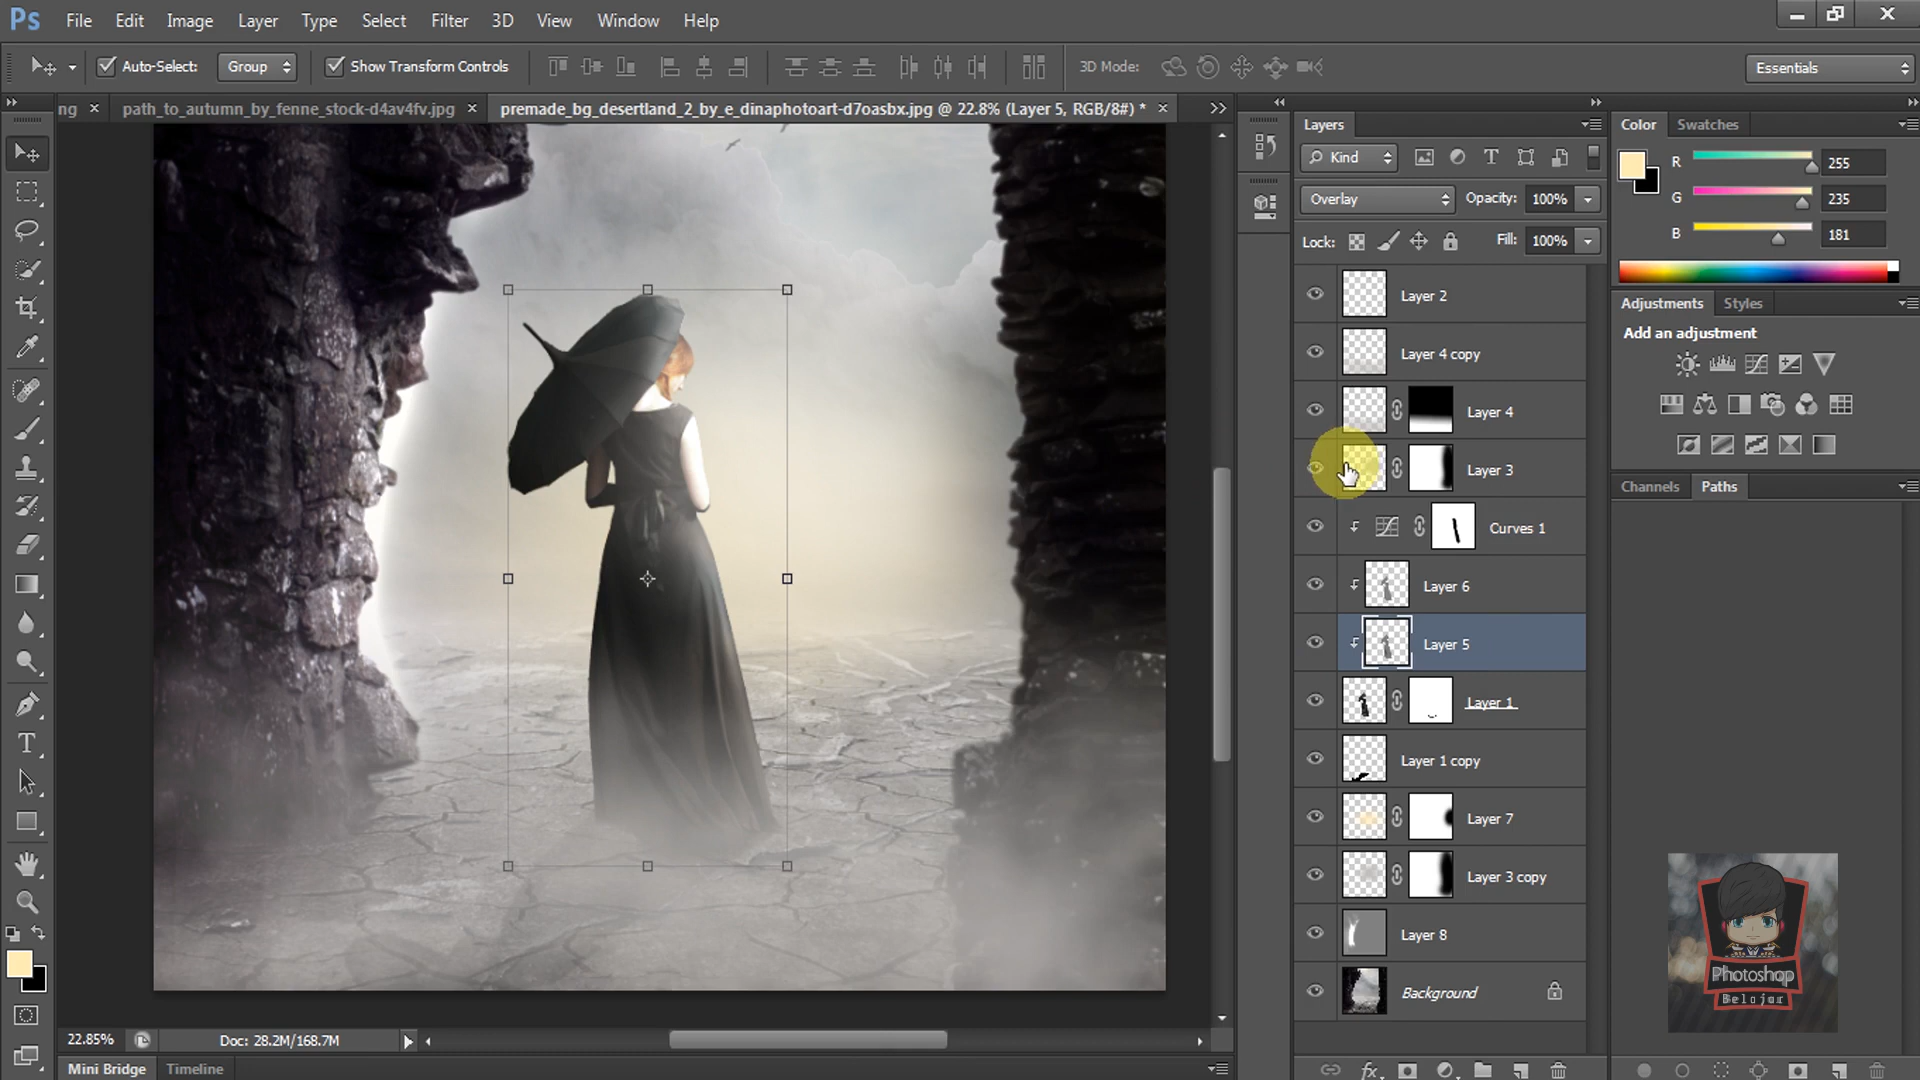 Ps File Edit Image Layer Type Select Filter 3D View Window Help
Auto-Select: Group Show Transform Controls 3D Mode: Essentials
ng × path_to_autumn_by_fenne_stock-d4av4fv.jpg × premade_bg_desertland_2_by_e_dinaphotoart-d7oasbx.jpg @ 22.8% (Layer 5, RGB/8#) * ×
Layers
Kind
Overlay Opacity: 100%
Lock: Fill: 100%
Layer 2
Layer 4 copy
Layer 4
Layer 3
Curves 1
Layer 6
Layer 5
Layer 1
Layer 1 copy
Layer 7
Layer 3 copy
Layer 8
Background
fx
Color Swatches
R 255
G 235
B 181
Adjustments Styles
Add an adjustment
Channels Paths
Photoshop
Belajar
22.85% Doc: 28.2M/168.7M
Mini Bridge Timeline